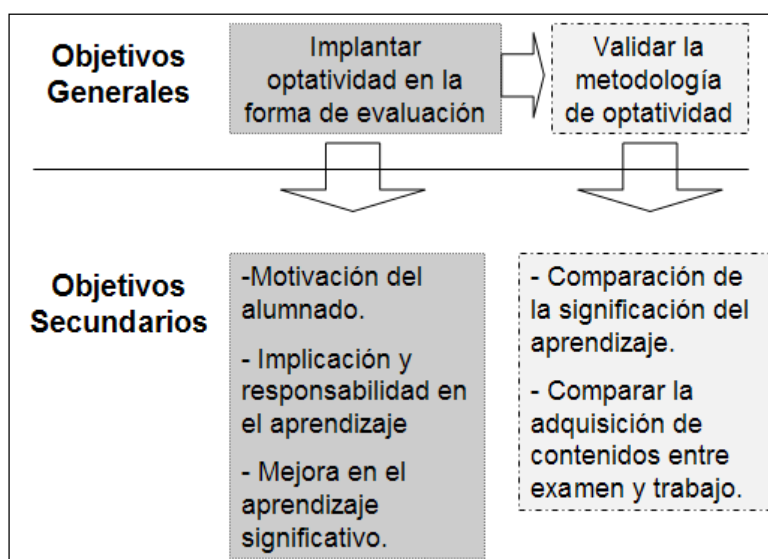 Objetivos
Generales
Implantar
optatividad en la
forma de evaluación
Validar la
metodología
de optatividad
Objetivos
Secundarios
-Motivación del
alumnado.
- Implicación y
responsabilidad en
el aprendizaje
- Mejora en el
aprendizaje
significativo.
- Comparación de
la significación del
aprendizaje.
- Comparar la
adquisición de
contenidos entre
examen y trabajo.